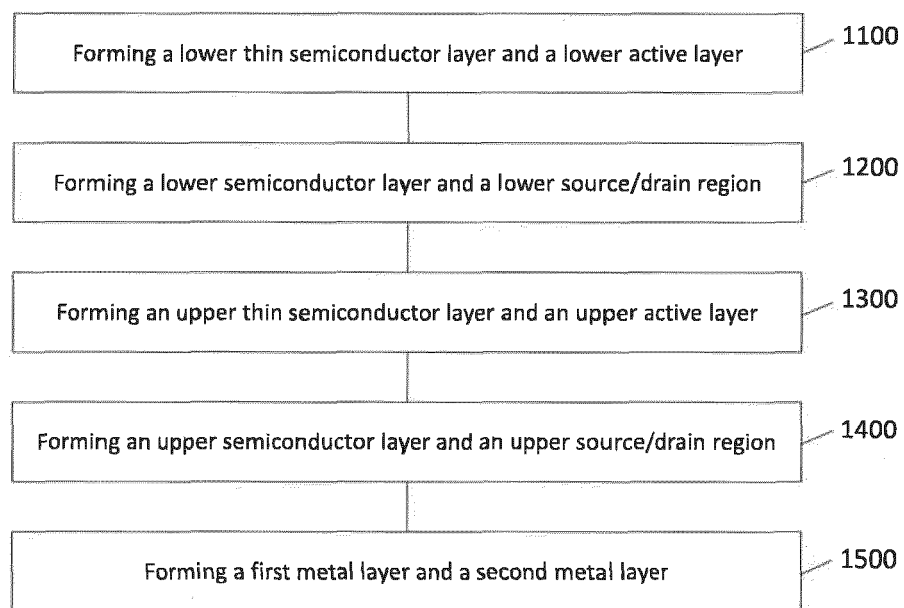 Forming a lower thin semiconductor layer and a lower active layer
1100
Forming a lower semiconductor layer and a lower source/drain region
1200
Forming an upper thin semiconductor layer and an upper active layer
1300
Forming an upper semiconductor layer and an upper source/drain region
1400
Forming a first metal layer and a second metal layer
1500